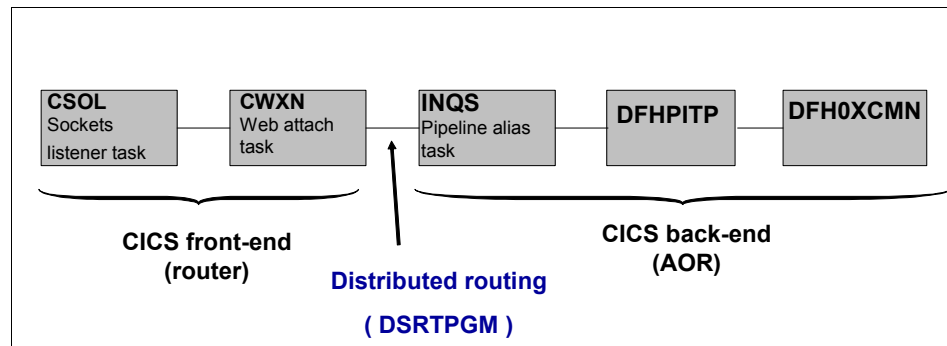 CSOL
Sockets
listener task
CWXN
Web attach
task
INQS
Pipeline alias
task
DFHPITP
DFH0XCMN
CICS front-end
(router)
CICS back-end
(AOR)
Distributed routing
( DSRTPGM )